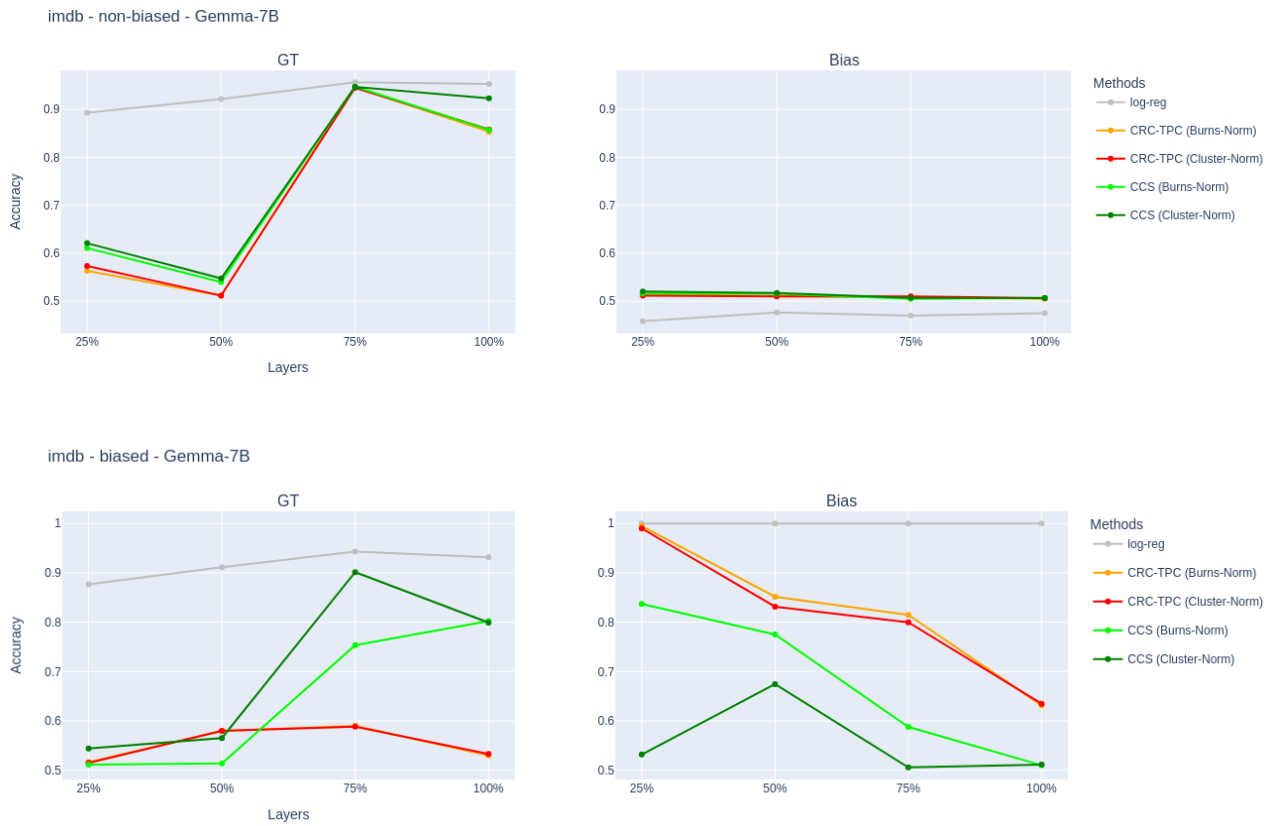 imdb - non-biased - Gemma-7B
GT
Bias
Methods
log-reg
CRC-TPC (Burns-Norm)
CRC-TPC (Cluster-Norm)
CCS (Burns-Norm)
CCS (Cluster-Norm)
Accuracy
0.9
0.8
0.7
0.6
0.5
25% 50% 75% 100%
Layers
0.9
0.8
0.7
0.6
0.5
25% 50% 75% 100%
imdb - biased - Gemma-7B
GT
Bias
Methods
log-reg
CRC-TPC (Burns-Norm)
CRC-TPC (Cluster-Norm)
CCS (Burns-Norm)
CCS (Cluster-Norm)
Accuracy
1
0.9
0.8
0.7
0.6
0.5
25% 50% 75% 100%
Layers
1
0.9
0.8
0.7
0.6
0.5
25% 50% 75% 100%